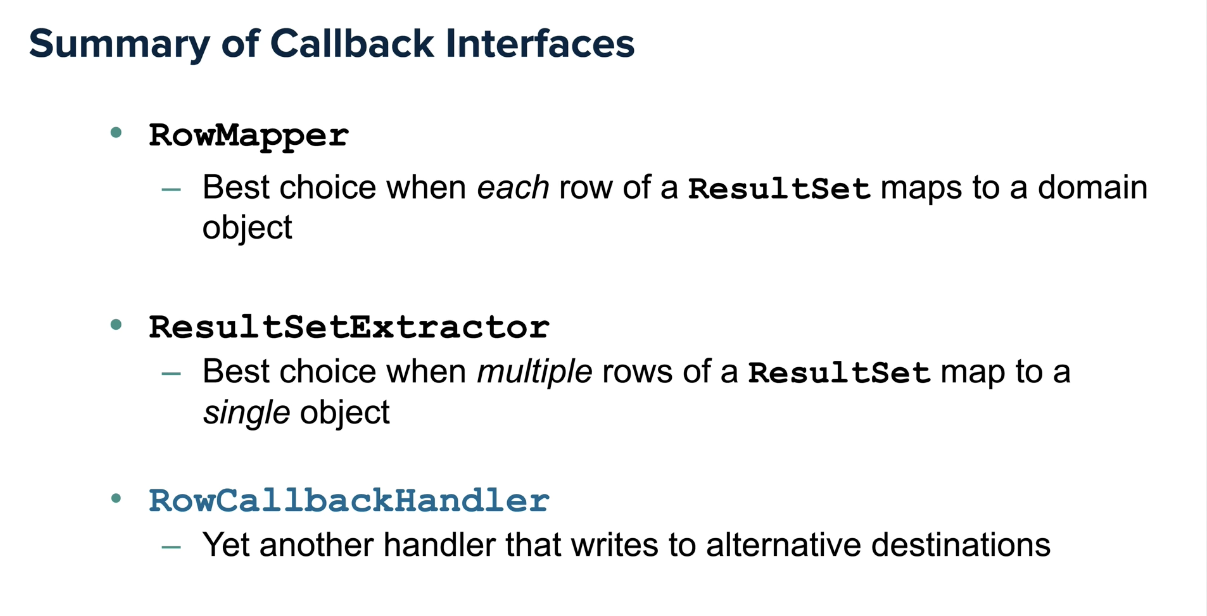 Summary of Callback Interfaces
• RowMapper
– Best choice when each row of a ResultSet maps to a domain
object
• ResultSetExtractor
– Best choice when multiple rows of a ResultSet map to a
single object
• RowCallbackHandler
– Yet another handler that writes to alternative destinations